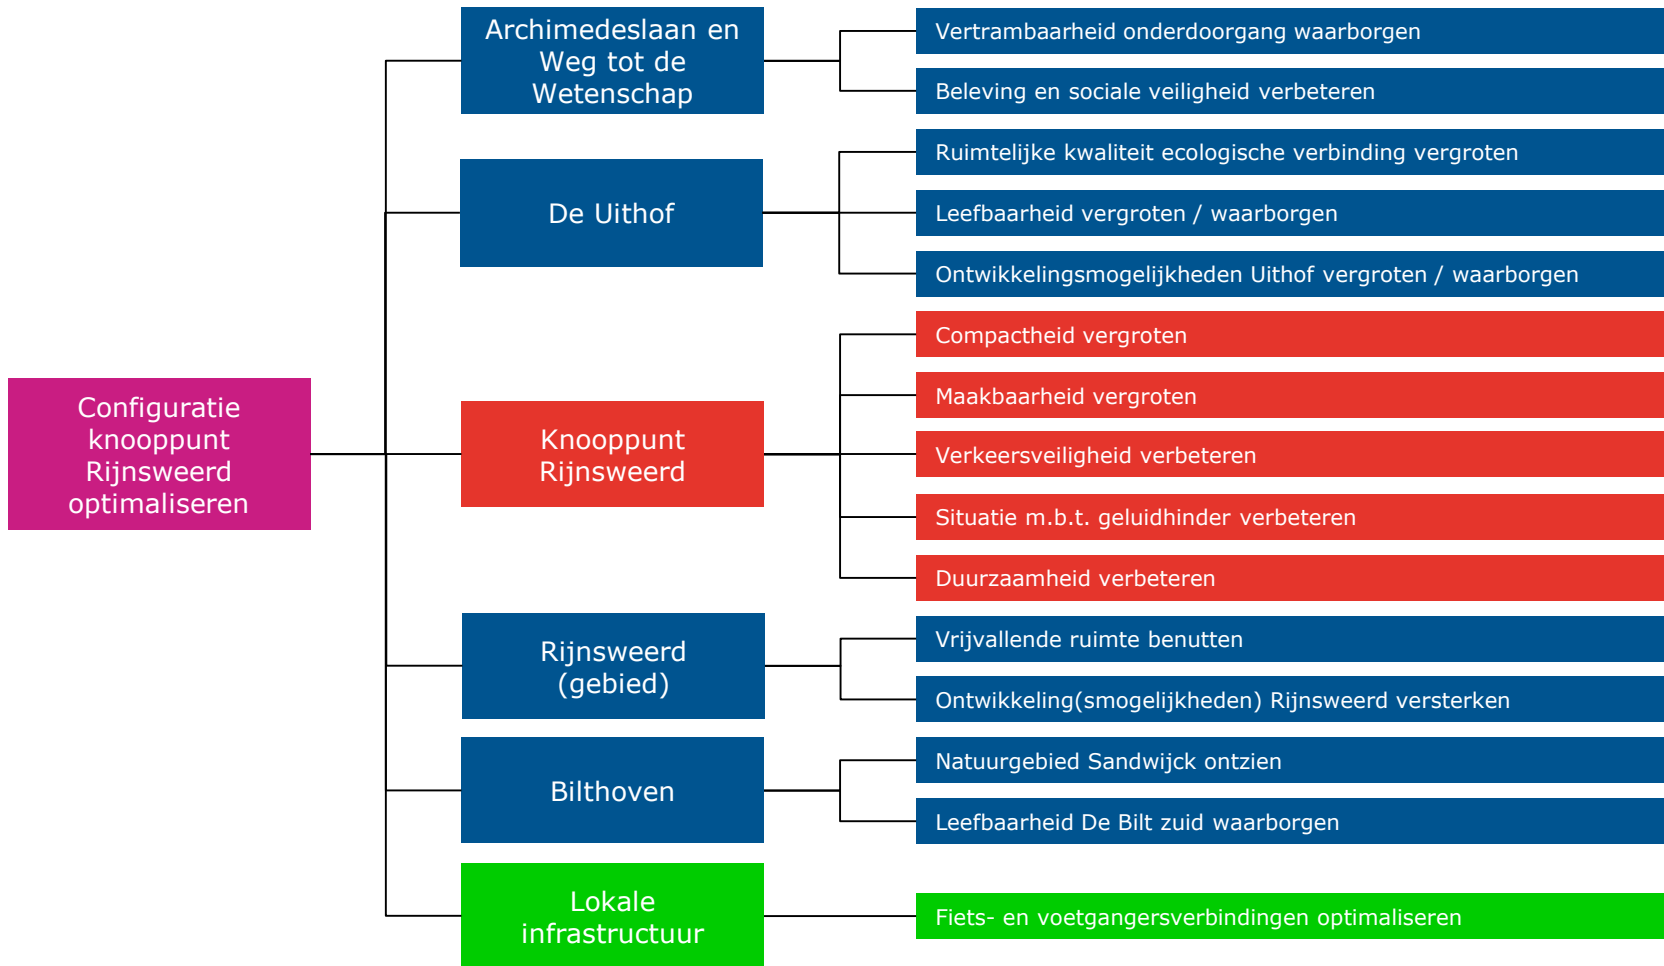 Configuratie
knooppunt
Rijnsweerd
optimaliseren
Archimedeslaan en
Weg tot de
Wetenschap
Vertrambaarheid onderdoorgang waarborgen
Beleving en sociale veiligheid verbeteren
De Uithof
Ruimtelijke kwaliteit ecologische verbinding vergroten
Leefbaarheid vergroten / waarborgen
Ontwikkelingsmogelijkheden Uithof vergroten / waarborgen
Knooppunt
Rijnsweerd
Compactheid vergroten
Maakbaarheid vergroten
Verkeersveiligheid verbeteren
Situatie m.b.t. geluidhinder verbeteren
Duurzaamheid verbeteren
Rijnsweerd
(gebied)
Vrijvallende ruimte benutten
Ontwikkeling(smogelijkheden) Rijnsweerd versterken
Bilthoven
Natuurgebied Sandwijck ontzien
Leefbaarheid De Bilt zuid waarborgen
Lokale
infrastructuur
Fiets- en voetgangersverbindingen optimaliseren